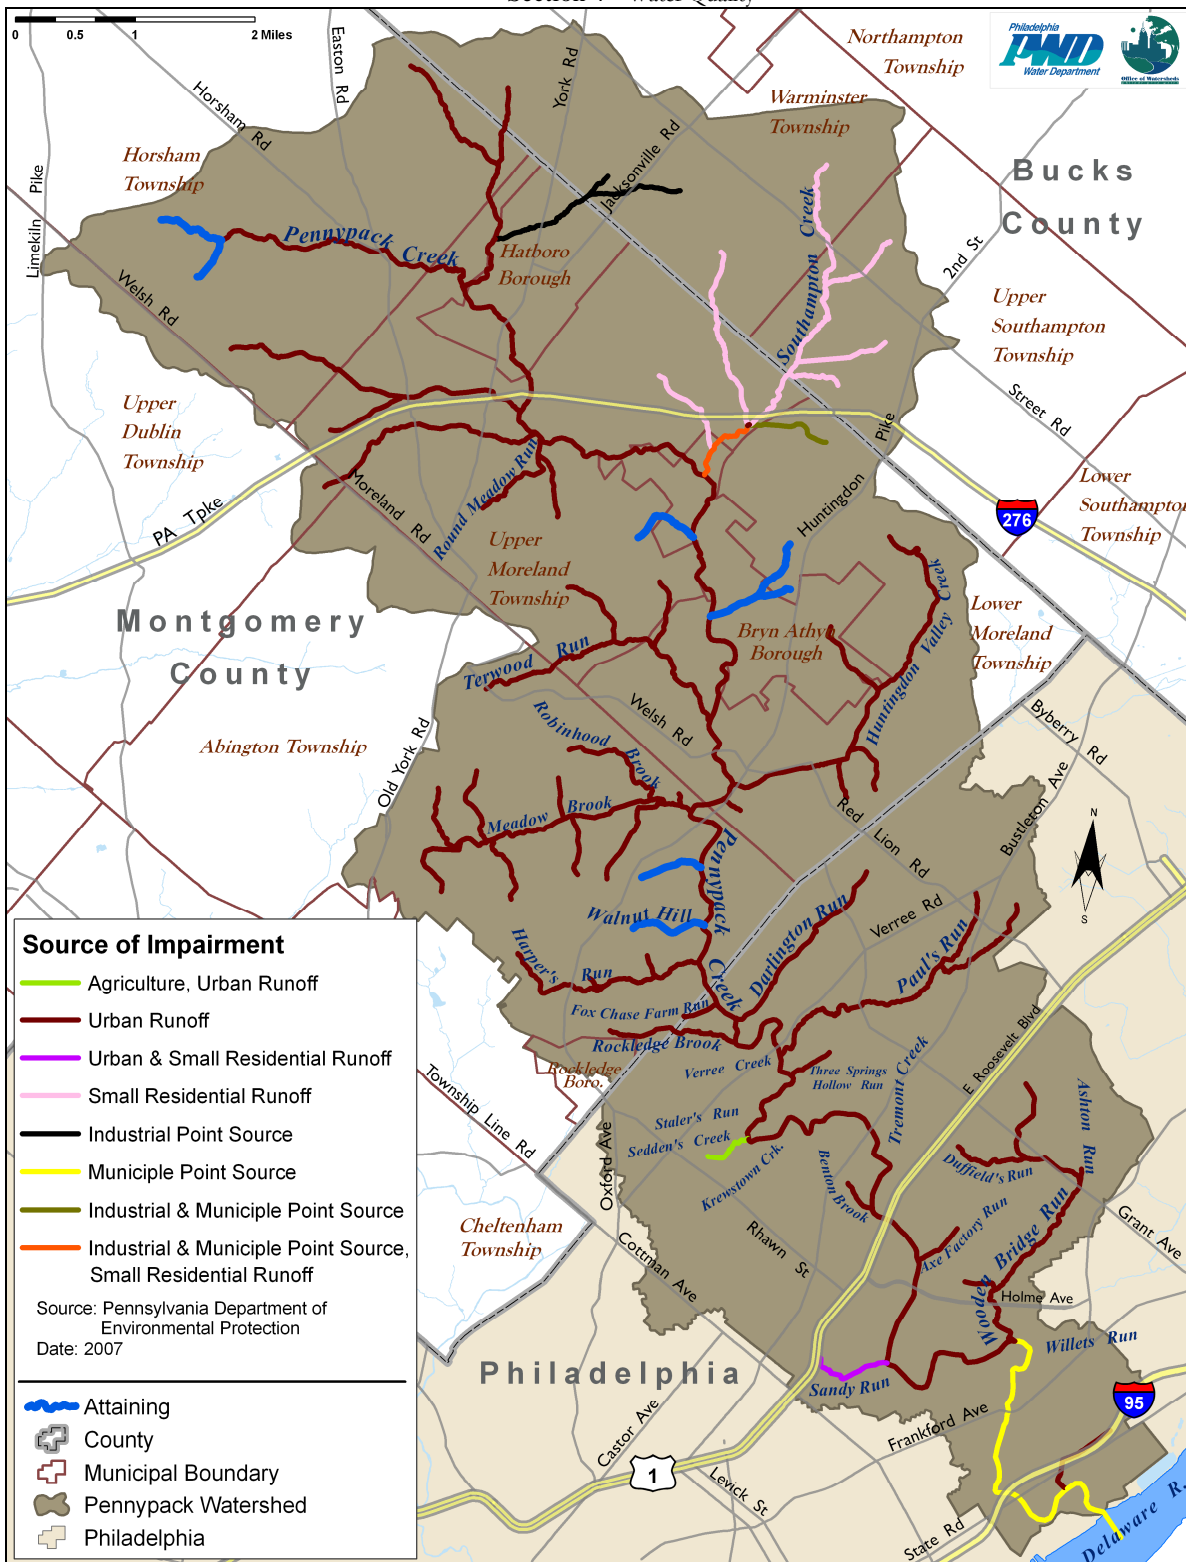 Section 4 Water Quality
0 0.5 1 2 Miles
Philadelphia
PWD
Water Department
Office of Watersheds
Northampton
Township
Warminster
Township
Horsham
Township
Bucks
County
Easton Rd
York Rd
Horsham Rd
Jacksonville Rd
Limekiln Pike
Welsh Rd
Pennypack Creek
Hatboro
Borough
Southampton Creek
2nd St
Upper
Southampton
Township
Street Rd
Upper
Dublin
Township
Pike
Huntingdon
Lower
Southampton
Township
276
PA Tpke
Moreland Rd
Round Meadow Run
Upper
Moreland
Township
Montgomery
County
Bryn Athyn
Borough
Huntingdon Valley Creek
Lower
Moreland
Township
Terwood Run
Welsh Rd
Robinhood Brook
Abington Township
Old York Rd
Byberry Rd
Bustleton Ave
Red Lion Rd
Meadow Brook
Pennypack Creek
N
S
Walnut Hill
Darlington Run
Verree Rd
Paul's Run
Harper's Run
Fox Chase Farm Run
Rockledge Brook
Rockledge
Boro.
Verree Creek
Three Springs
Hollow Run
Tremont Creek
E Roosevelt Blvd
Staler's Run
Sedden's Creek
Krewstown Crk.
Benton Brook
Duffield's Run
Ashton Run
Township Line Rd
Oxford Ave
Cheltenham
Township
Cottman Ave
Rhawn St
Axe Factory Run
Wooden Bridge Run
Grant Ave
Holme Ave
Willets Run
Philadelphia
Sandy Run
95
Castor Ave
Frankford Ave
1
Levick St
State Rd
Delaware R.
Source of Impairment
Agriculture, Urban Runoff
Urban Runoff
Urban & Small Residential Runoff
Small Residential Runoff
Industrial Point Source
Municiple Point Source
Industrial & Municiple Point Source
Industrial & Municiple Point Source,
Small Residential Runoff
Source: Pennsylvania Department of
Environmental Protection
Date: 2007
Attaining
County
Municipal Boundary
Pennypack Watershed
Philadelphia